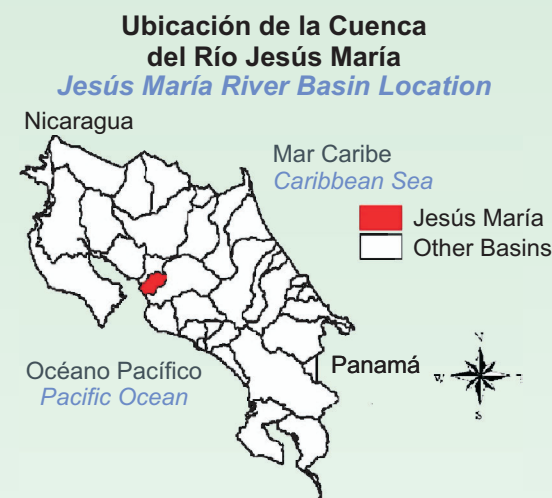 Ubicación de la Cuenca
del Río Jesús María
Jesús María River Basin Location
Nicaragua
Mar Caribe
Caribbean Sea
Jesús María
Other Basins
Océano Pacífico
Pacific Ocean
Panamá
N
W
E
S